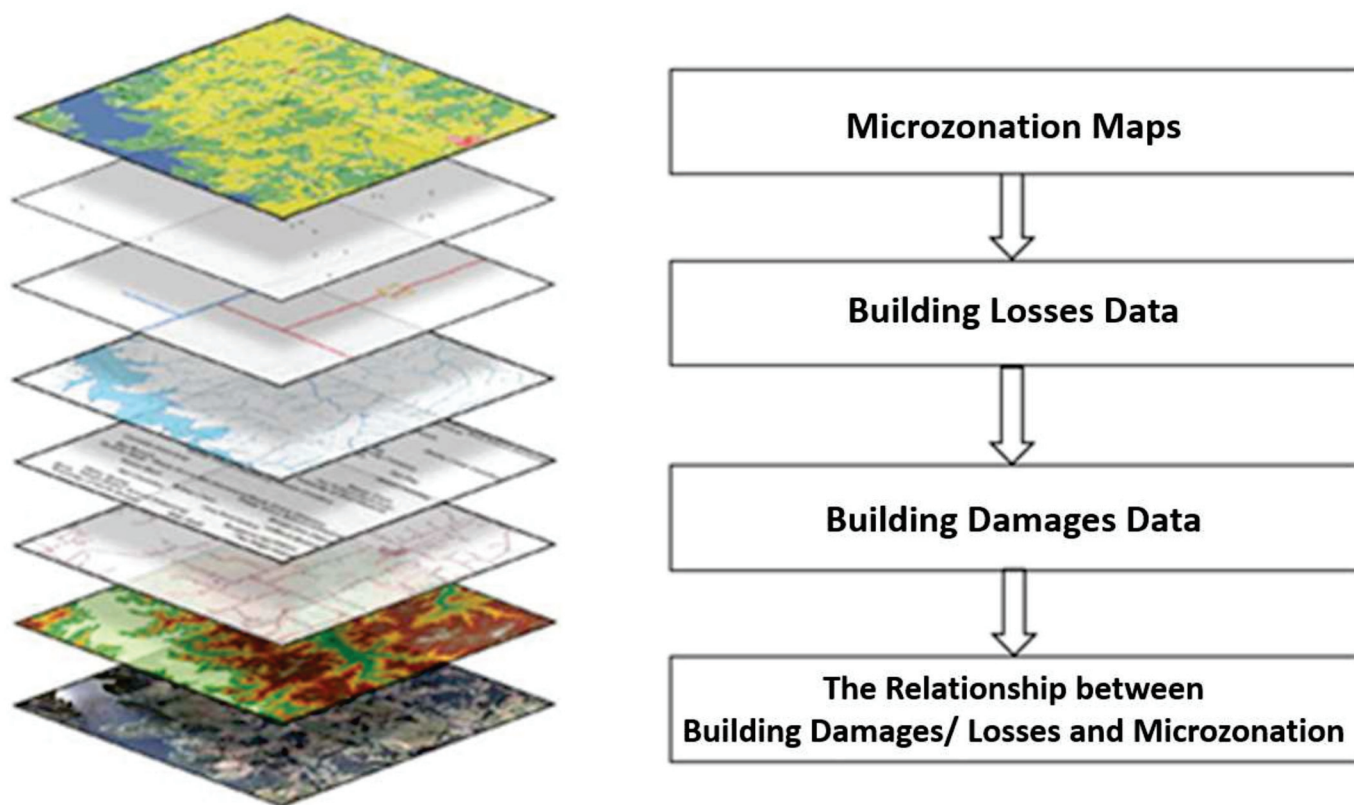 Microzonation Maps
Building Losses Data
Building Damages Data
The Relationship between
Building Damages/ Losses and Microzonation